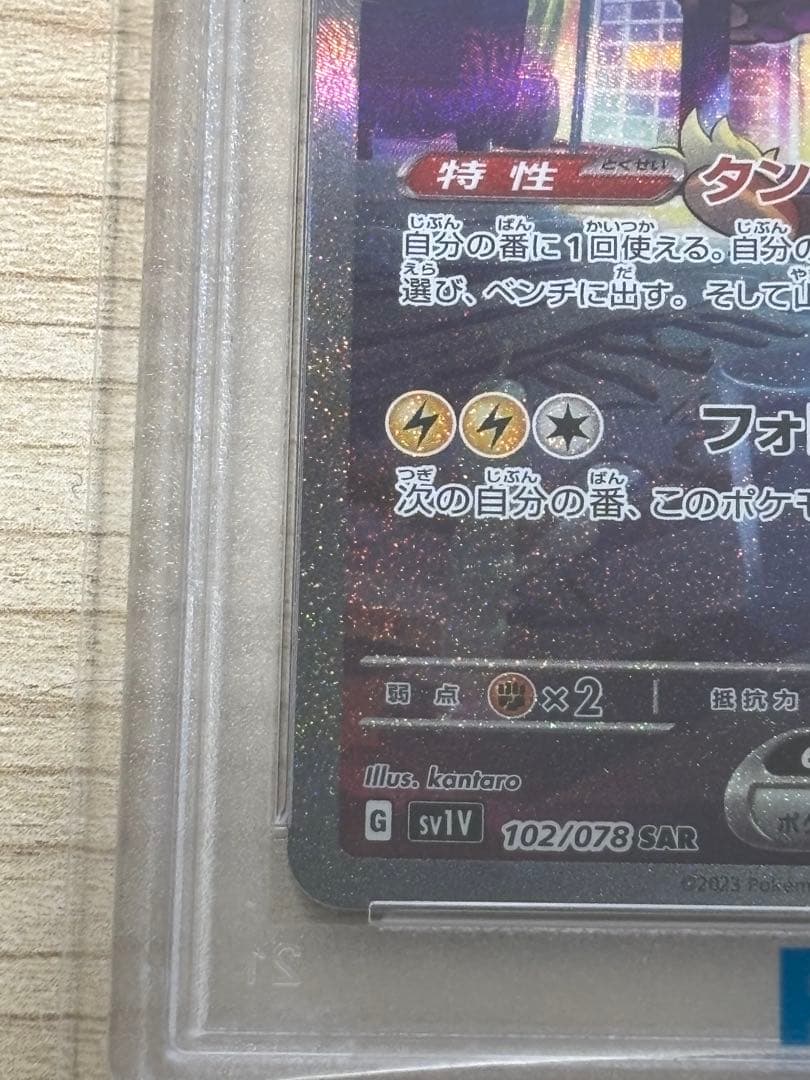 特性 とくせい タン
じぶん ばん かいつか じぶん
自分の番に1回使える。自分の
えら だ や
選び、ベンチに出す。そして山
フォ
つぎ じぶん ばん
次の自分の番、このポケモ
弱点 ×2 抵抗力
Illus. kantaro
G sv1V 102/078 SAR
ポケ
©2023 Pokém
21